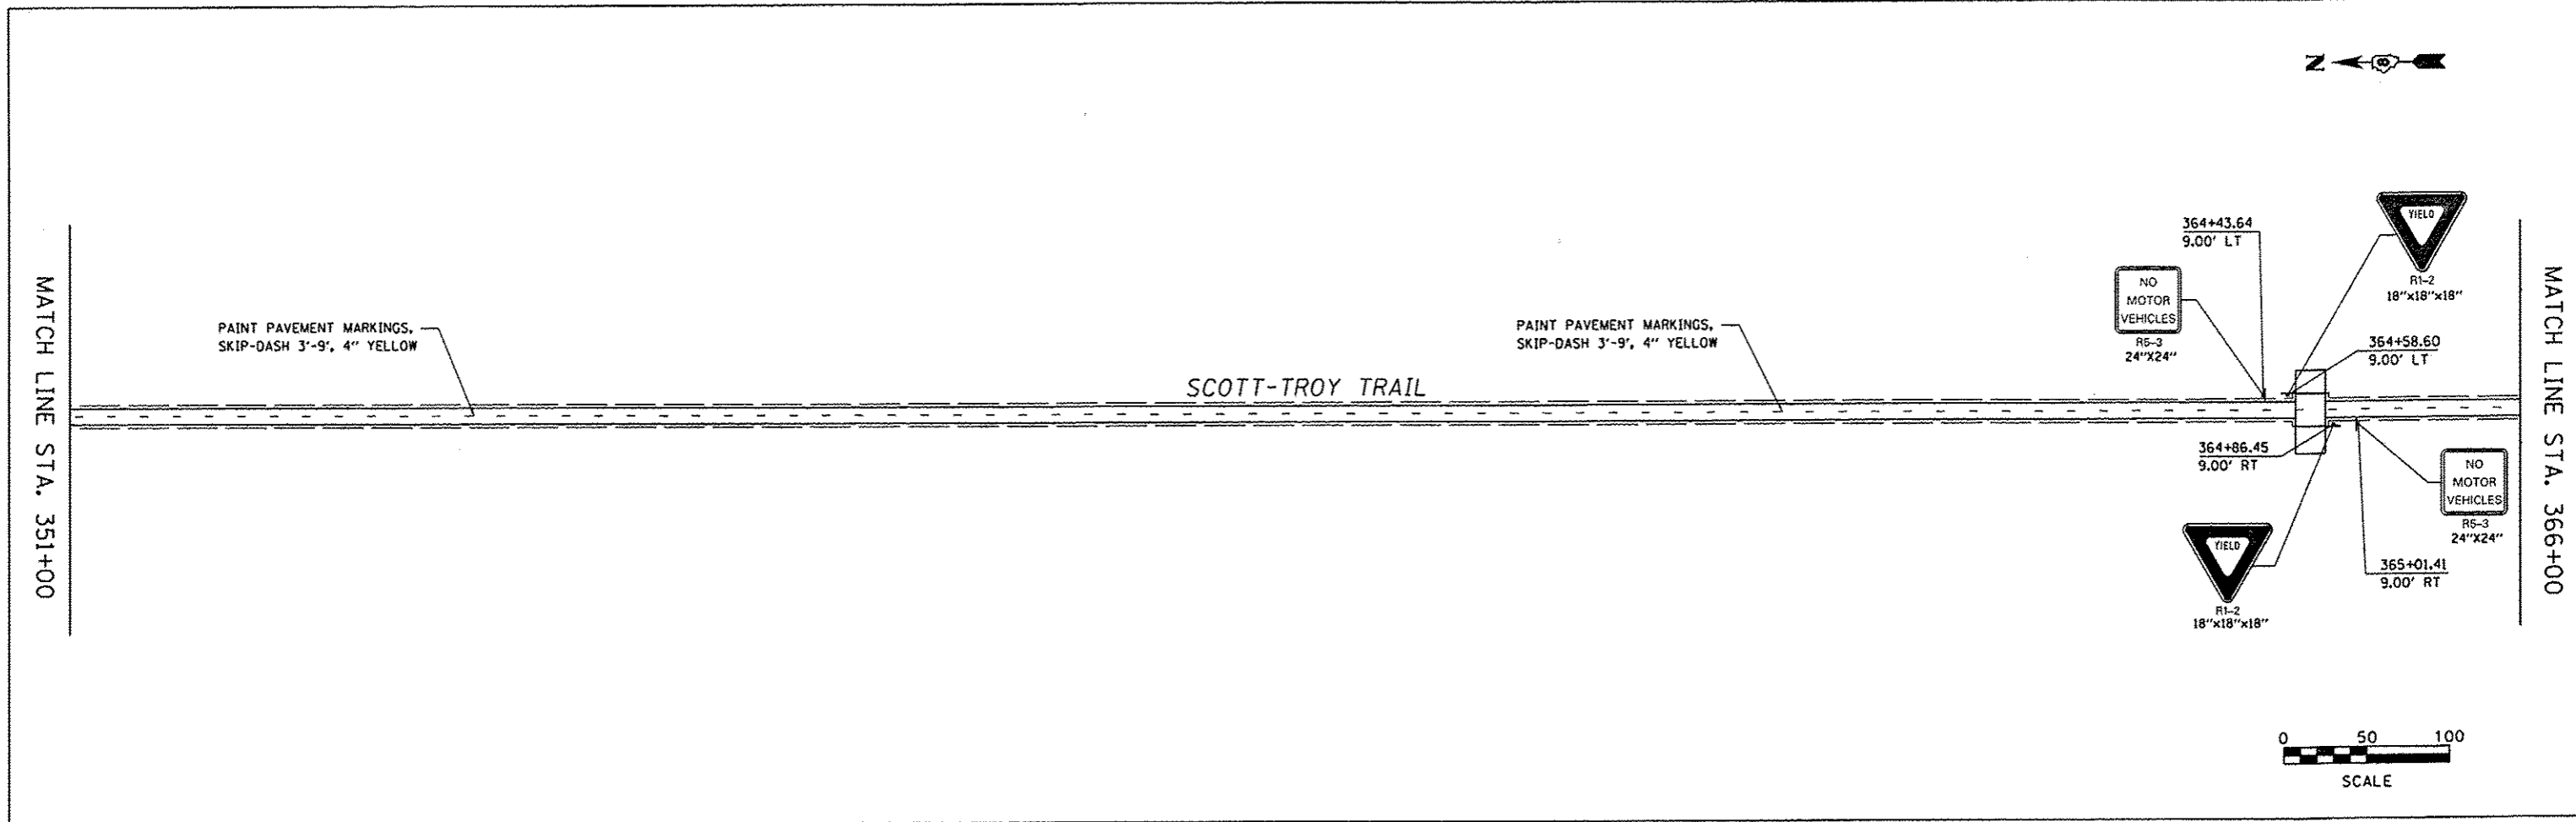 N
364+43.64
9.00' LT
YIELD
R1-2
18"x18"x18"
NO
MOTOR
VEHICLES
R5-3
24"X24"
364+58.60
9.00' LT
MATCH LINE STA. 351+00
PAINT PAVEMENT MARKINGS,
SKIP-DASH 3'-9', 4" YELLOW
PAINT PAVEMENT MARKINGS,
SKIP-DASH 3'-9', 4" YELLOW
SCOTT-TROY TRAIL
MATCH LINE STA. 366+00
364+86.45
9.00' RT
NO
MOTOR
VEHICLES
R5-3
24"X24"
YIELD
R1-2
18"x18"x18"
365+01.41
9.00' RT
0 50 100
SCALE